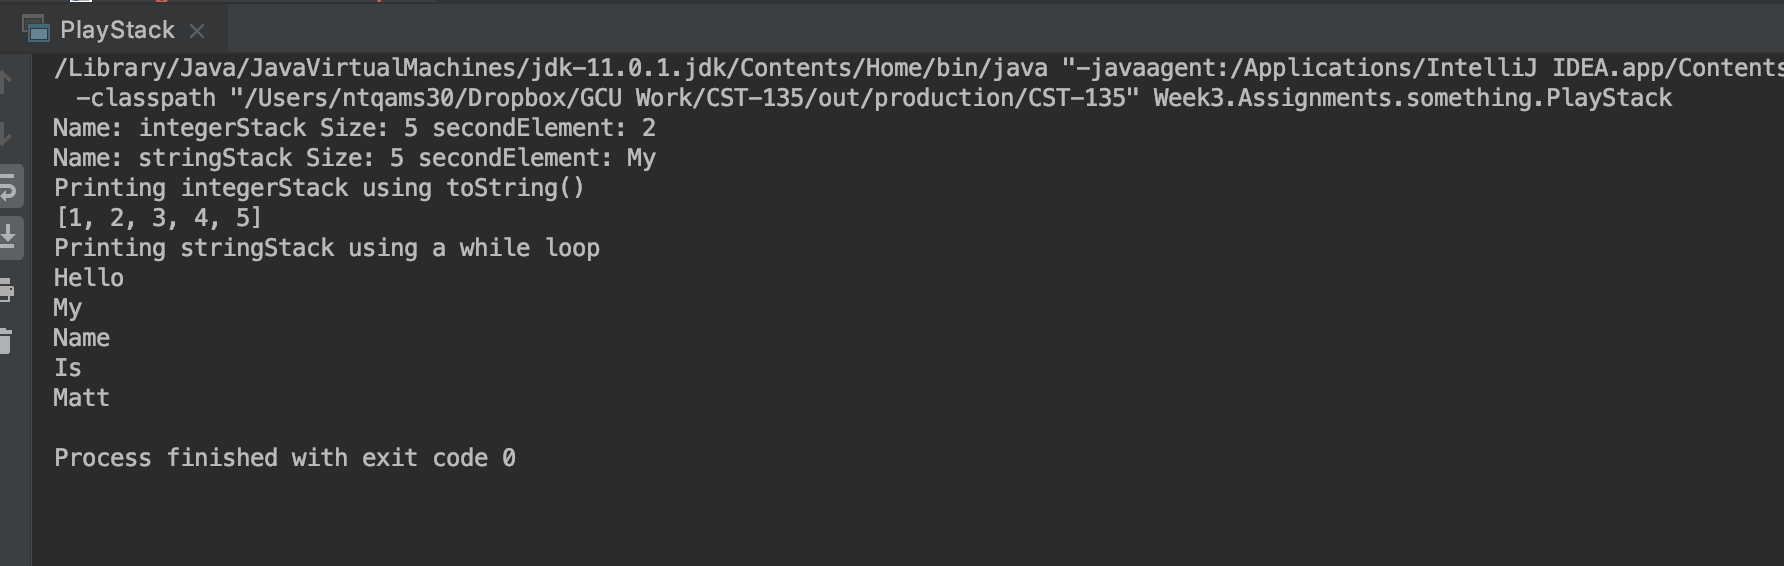 PlayStack
/Library/Java/JavaVirtualMachines/jdk-11.0.1.jdk/Contents/Home/bin/java "-javaagent:/Applications/IntelliJ IDEA.app/Contents
-classpath "/Users/ntqams30/Dropbox/GCU Work/CST-135/out/production/CST-135" Week3.Assignments.something.PlayStack
Name: integerStack Size: 5 secondElement: 2
Name: stringStack Size: 5 secondElement: My
Printing integerStack using toString()
[1, 2, 3, 4, 5]
Printing stringStack using a while loop
Hello
My
Name
Is
Matt
Process finished with exit code 0